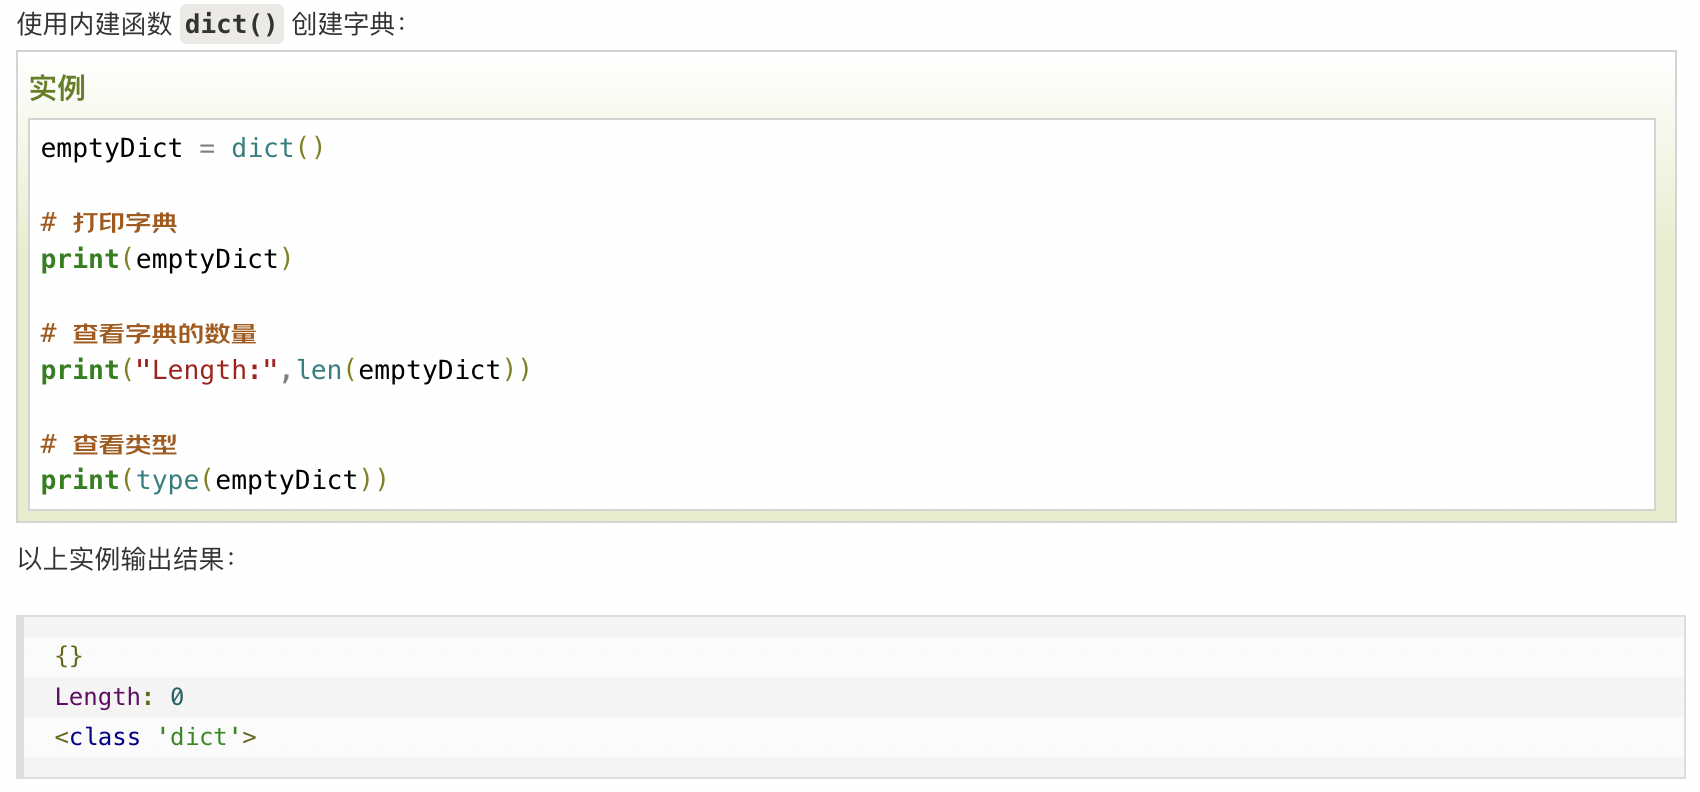 使用内建函数 dict() 创建字典：
实例
emptyDict = dict()
# 打印字典
print(emptyDict)
# 查看字典的数量
print("Length:",len(emptyDict))
# 查看类型
print(type(emptyDict))
以上实例输出结果：
{}
Length: 0
<class 'dict'>